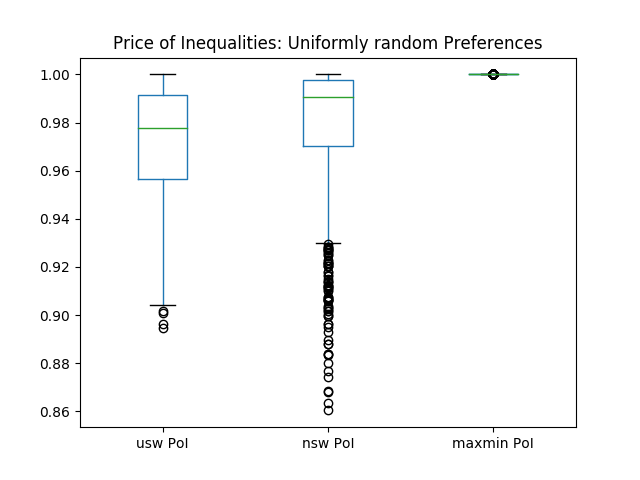 Price of Inequalities: Uniformly random Preferences
1.00
0.98
0.96
0.94
0.92
0.90
0.88
0.86
usw PoI
nsw PoI
maxmin PoI